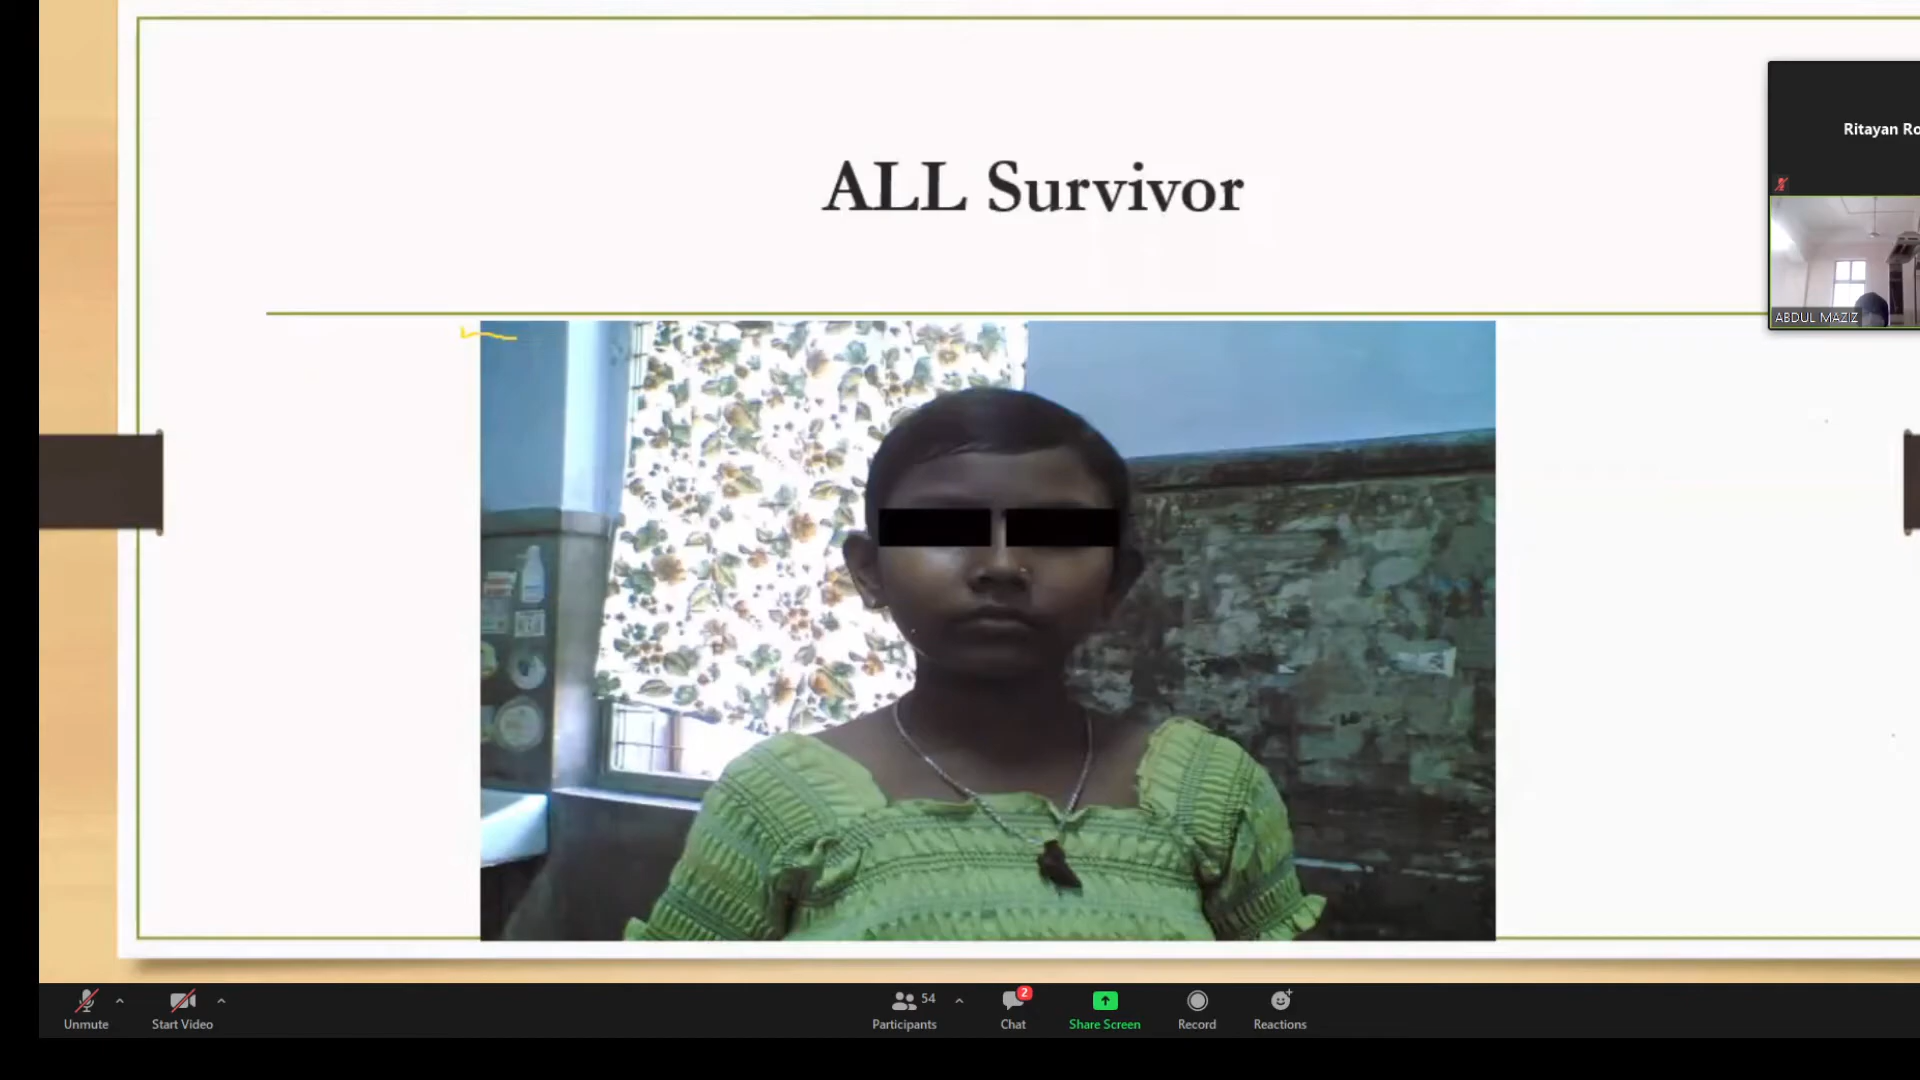 ALL Survivor
Ritayan Ro
ABDUL MAZIZ
Unmute
Start Video
54
Participants
2
Chat
Share Screen
Record
Reactions